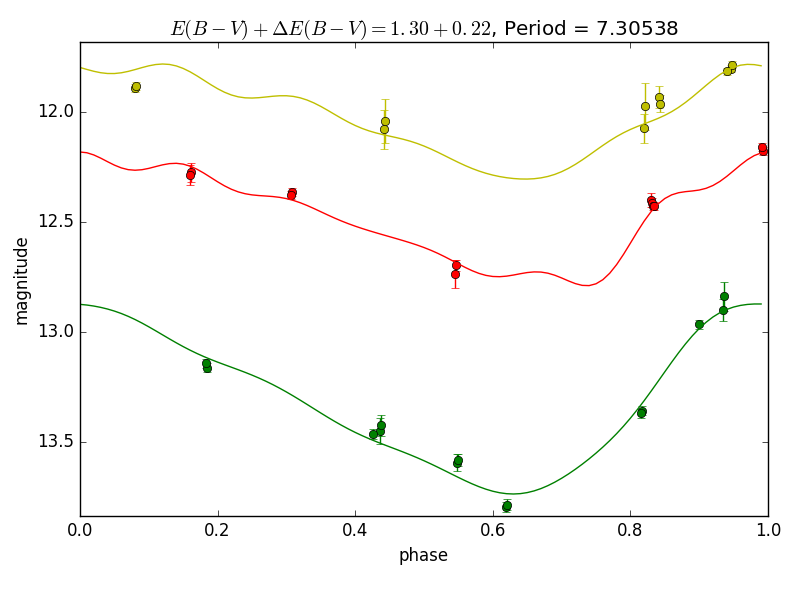 E(B − V) + ΔE(B − V) = 1.30 + 0.22, Period = 7.30538
12.0
12.5
13.0
13.5
magnitude
0.0 0.2 0.4 0.6 0.8 1.0
phase